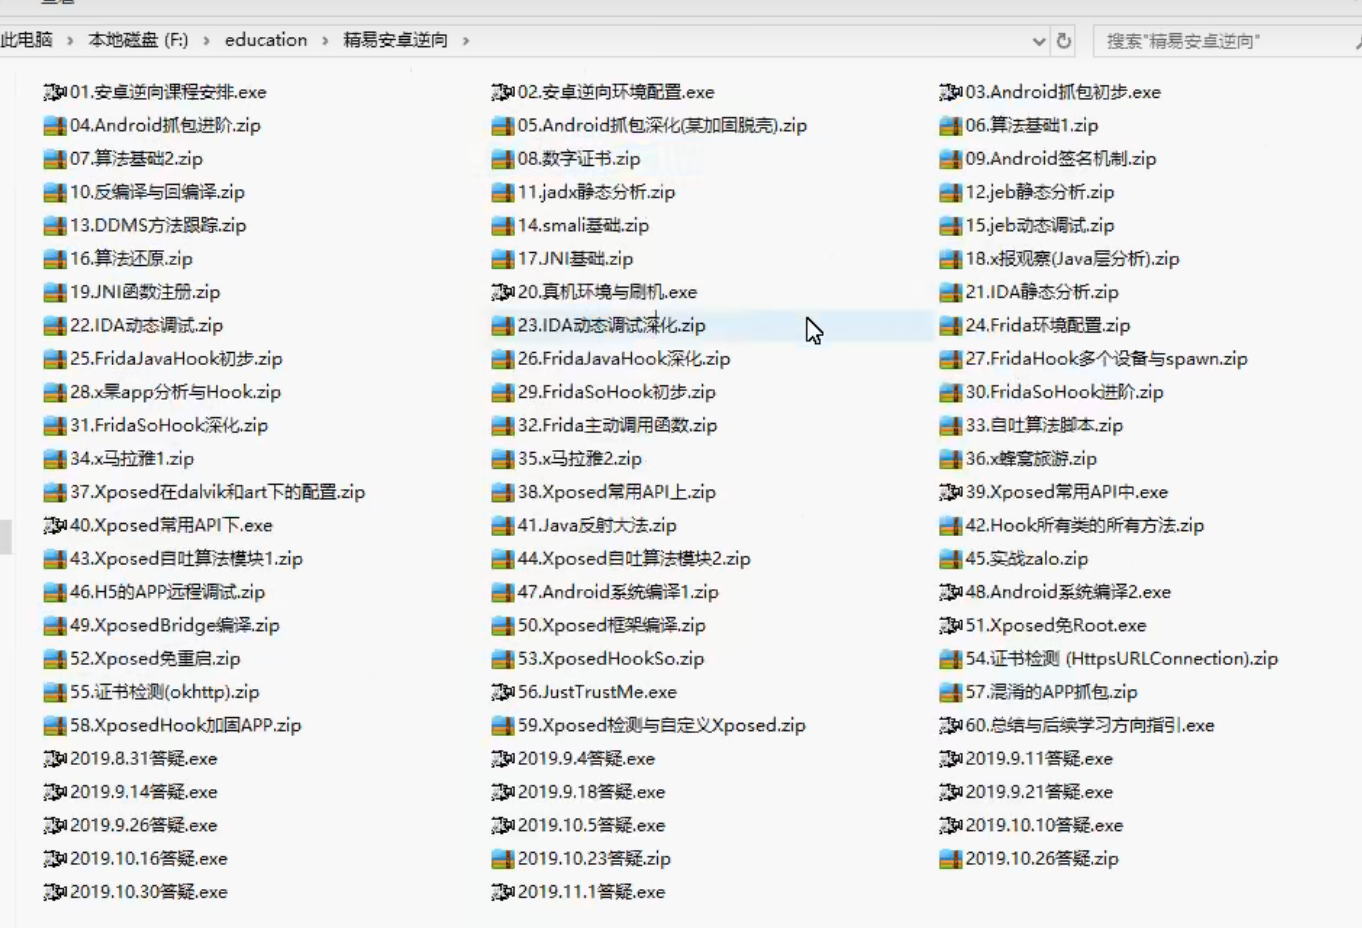 此电脑 › 本地磁盘 (F:) › education › 精易安卓逆向 › 搜索"精易安卓逆向"
01.安卓逆向课程安排.exe 02.安卓逆向环境配置.exe 03.Android抓包初步.exe
04.Android抓包进阶.zip 05.Android抓包深化(某加固脱壳).zip 06.算法基础1.zip
07.算法基础2.zip 08.数字证书.zip 09.Android签名机制.zip
10.反编译与回编译.zip 11.jadx静态分析.zip 12.jeb静态分析.zip
13.DDMS方法跟踪.zip 14.smali基础.zip 15.jeb动态调试.zip
16.算法还原.zip 17.JNI基础.zip 18.x报观察(Java层分析).zip
19.JNI函数注册.zip 20.真机环境与刷机.exe 21.IDA静态分析.zip
22.IDA动态调试.zip 23.IDA动态调试深化.zip 24.Frida环境配置.zip
25.FridaJavaHook初步.zip 26.FridaJavaHook深化.zip 27.FridaHook多个设备与spawn.zip
28.x果app分析与Hook.zip 29.FridaSoHook初步.zip 30.FridaSoHook进阶.zip
31.FridaSoHook深化.zip 32.Frida主动调用函数.zip 33.自吐算法脚本.zip
34.x马拉雅1.zip 35.x马拉雅2.zip 36.x蜂窝旅游.zip
37.Xposed在dalvik和art下的配置.zip 38.Xposed常用API上.zip 39.Xposed常用API中.exe
40.Xposed常用API下.exe 41.Java反射大法.zip 42.Hook所有类的所有方法.zip
43.Xposed自吐算法模块1.zip 44.Xposed自吐算法模块2.zip 45.实战zalo.zip
46.H5的APP远程调试.zip 47.Android系统编译1.zip 48.Android系统编译2.exe
49.XposedBridge编译.zip 50.Xposed框架编译.zip 51.Xposed免Root.exe
52.Xposed免重启.zip 53.XposedHookSo.zip 54.证书检测 (HttpsURLConnection).zip
55.证书检测(okhttp).zip 56.JustTrustMe.exe 57.混淆的APP抓包.zip
58.XposedHook加固APP.zip 59.Xposed检测与自定义Xposed.zip 60.总结与后续学习方向指引.exe
2019.8.31答疑.exe 2019.9.4答疑.exe 2019.9.11答疑.exe
2019.9.14答疑.exe 2019.9.18答疑.exe 2019.9.21答疑.exe
2019.9.26答疑.exe 2019.10.5答疑.exe 2019.10.10答疑.exe
2019.10.16答疑.exe 2019.10.23答疑.zip 2019.10.26答疑.zip
2019.10.30答疑.exe 2019.11.1答疑.exe